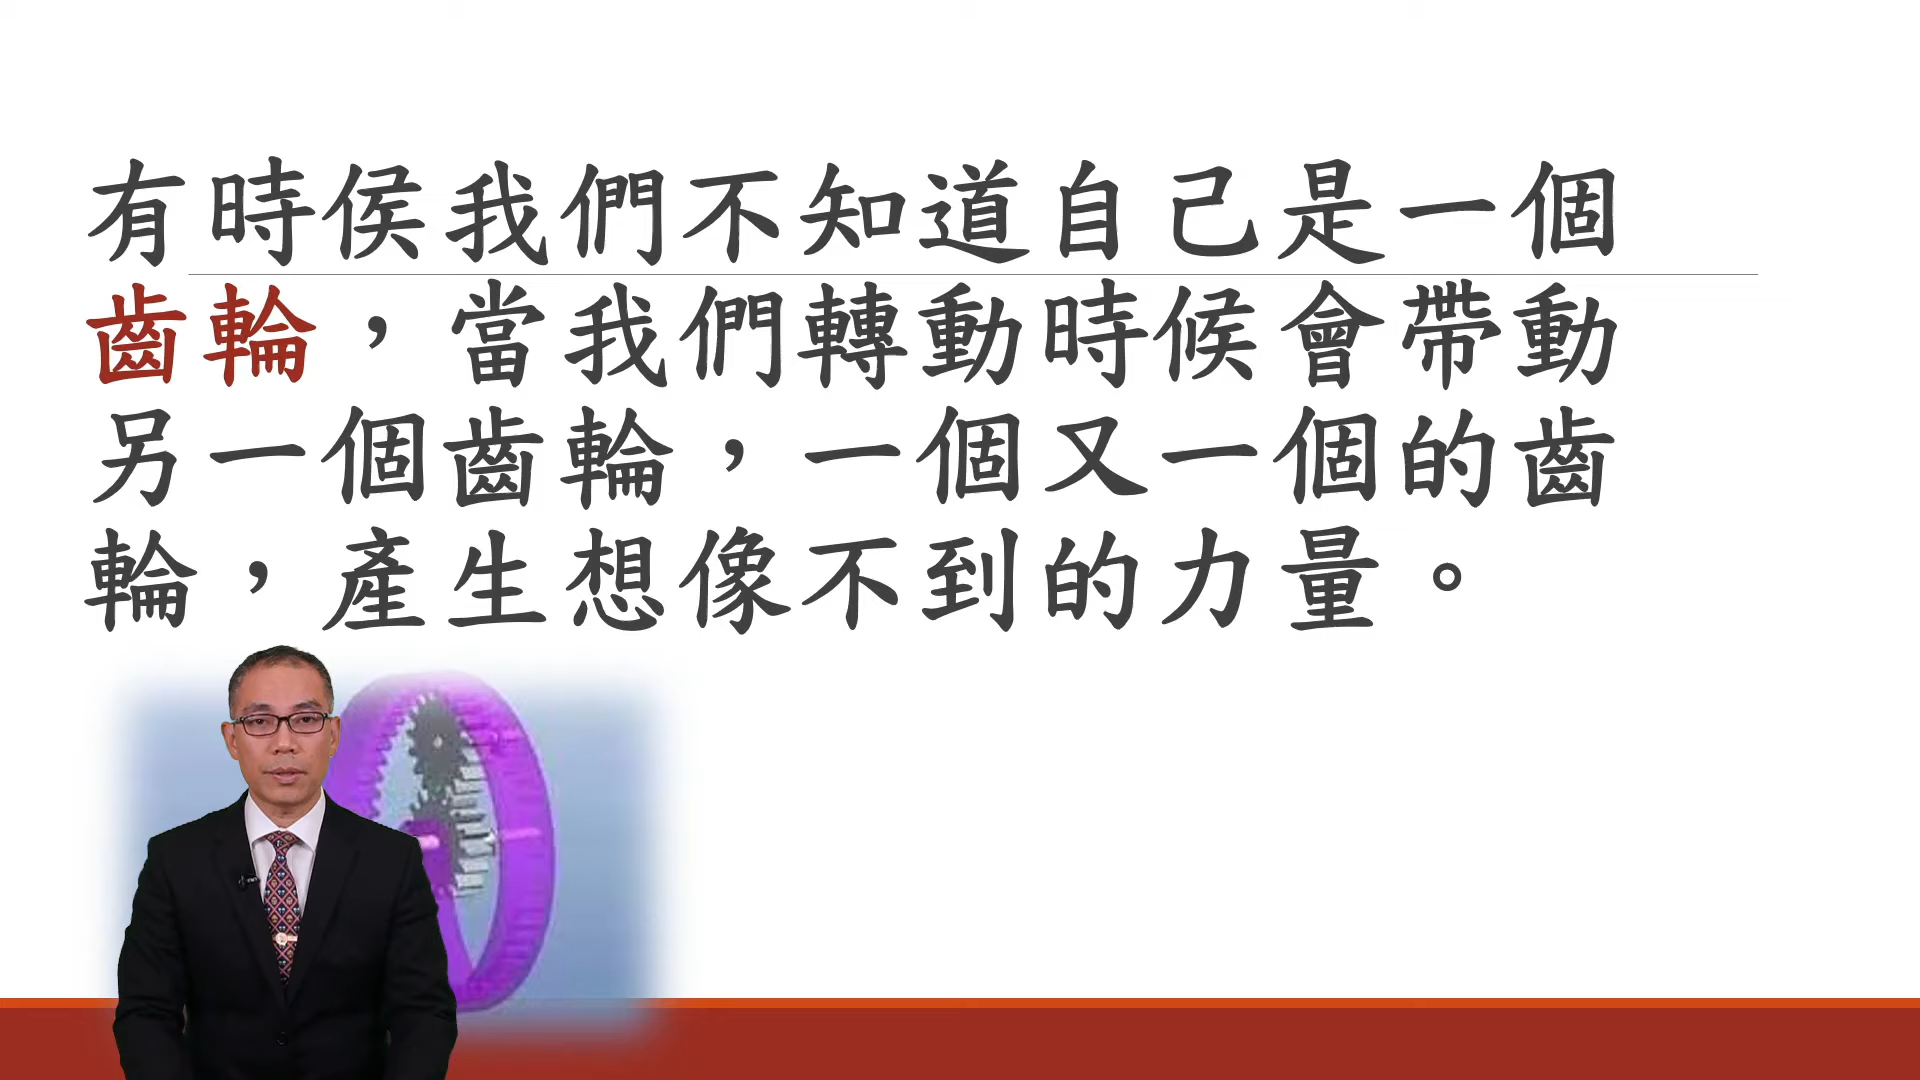 有時侯我們不知道自己是一個
齒輪，當我們轉動時候會帶動
另一個齒輪，一個又一個的齒
輪，產生想像不到的力量。